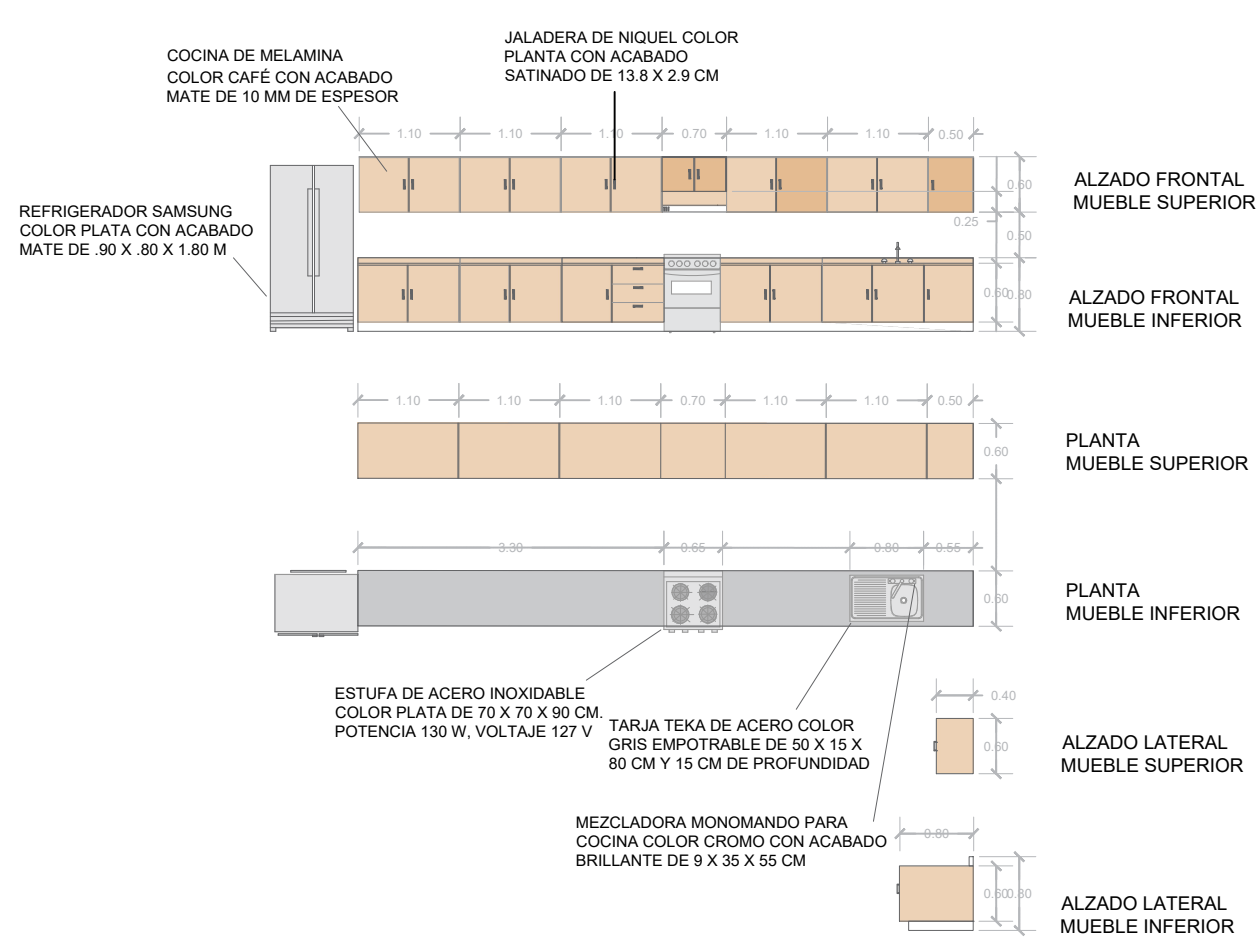 JALADERA DE NIQUEL COLOR
PLANTA CON ACABADO
SATINADO DE 13.8 X 2.9 CM
COCINA DE MELAMINA
COLOR CAFÉ CON ACABADO
MATE DE 10 MM DE ESPESOR
1.10 1.10 1.10 0.70 1.10 1.10 0.50
REFRIGERADOR SAMSUNG
COLOR PLATA CON ACABADO
MATE DE .90 X .80 X 1.80 M
0.60
0.25
0.60
ALZADO FRONTAL
MUEBLE SUPERIOR
0.60 0.80
ALZADO FRONTAL
MUEBLE INFERIOR
1.10 1.10 1.10 0.70 1.10 1.10 0.50
0.60
PLANTA
MUEBLE SUPERIOR
3.30 0.65 0.80 0.55
0.60
PLANTA
MUEBLE INFERIOR
ESTUFA DE ACERO INOXIDABLE
COLOR PLATA DE 70 X 70 X 90 CM.
POTENCIA 130 W, VOLTAJE 127 V
TARJA TEKA DE ACERO COLOR
GRIS EMPOTRABLE DE 50 X 15 X
80 CM Y 15 CM DE PROFUNDIDAD
0.40
0.60
ALZADO LATERAL
MUEBLE SUPERIOR
MEZCLADORA MONOMANDO PARA
COCINA COLOR CROMO CON ACABADO
BRILLANTE DE 9 X 35 X 55 CM
0.80
0.60 0.80
ALZADO LATERAL
MUEBLE INFERIOR